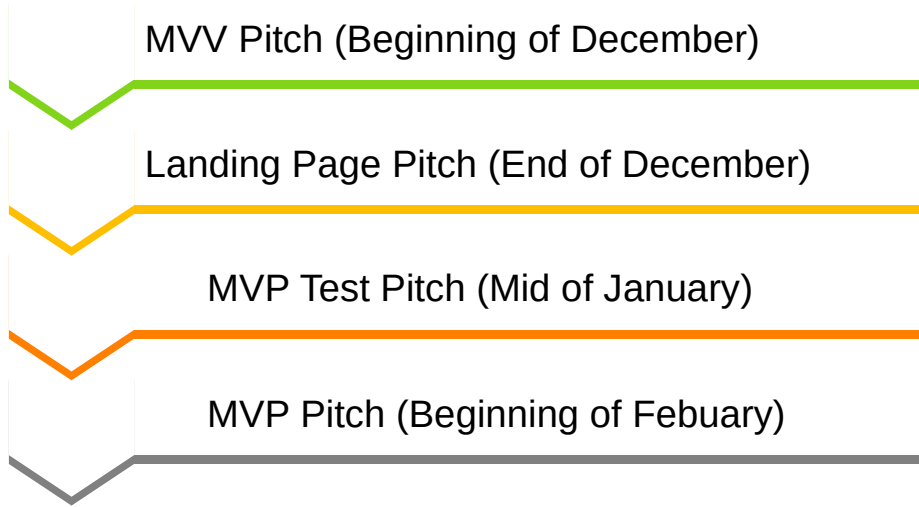 MVV Pitch (Beginning of December)
Landing Page Pitch (End of December)
MVP Test Pitch (Mid of January)
MVP Pitch (Beginning of Febuary)